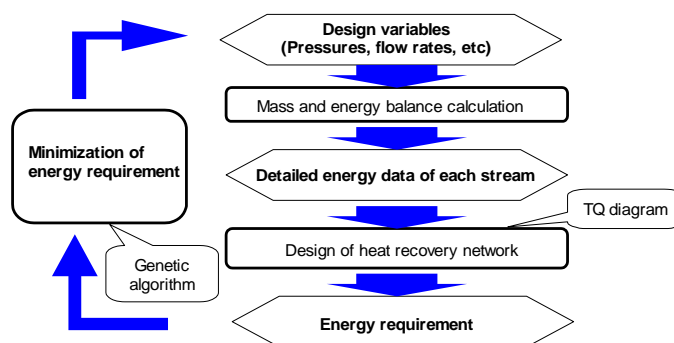 Design variables
(Pressures, flow rates, etc)
Mass and energy balance calculation
Minimization of
energy requirement
Detailed energy data of each stream
TQ diagram
Design of heat recovery network
Genetic
algorithm
Energy requirement